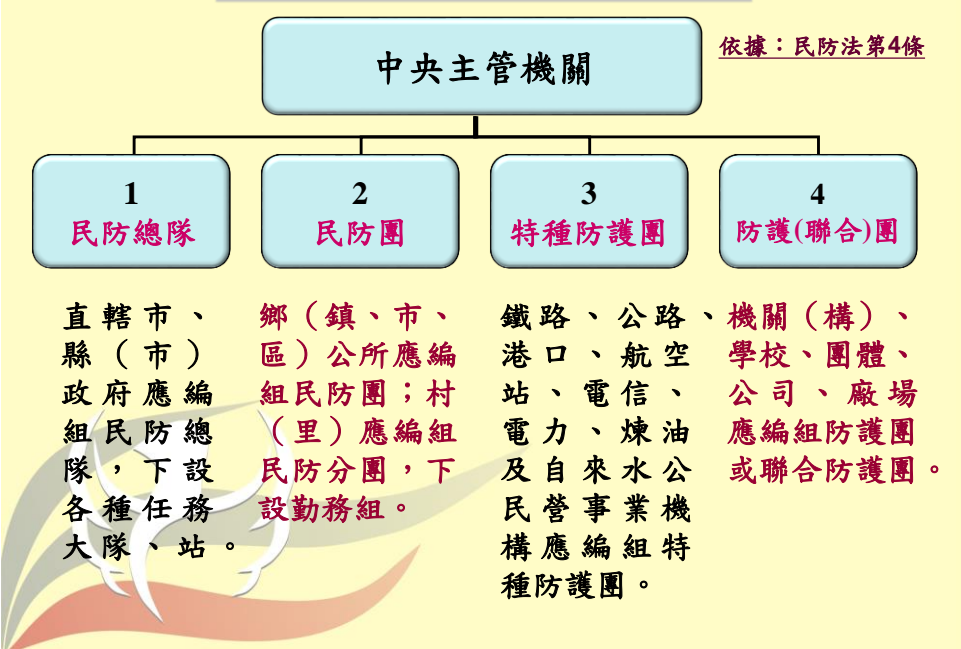 中央主管機關
依據：民防法第4條
1
民防總隊
2
民防團
3
特種防護團
4
防護(聯合)團
直轄市、
縣（市）
政府應編
組民防總
隊，下設
各種任務
大隊、站。
鄉（鎮、市、
區）公所應編
組民防團；村
（里）應編組
民防分團，下
設勤務組。
鐵路、公路、
港口、航空
站、電信、
電力、煉油
及自來水公
民營事業機
構應編組特
種防護團。
機關（構）、
學校、團體、
公司、廠場
應編組防護團
或聯合防護團。